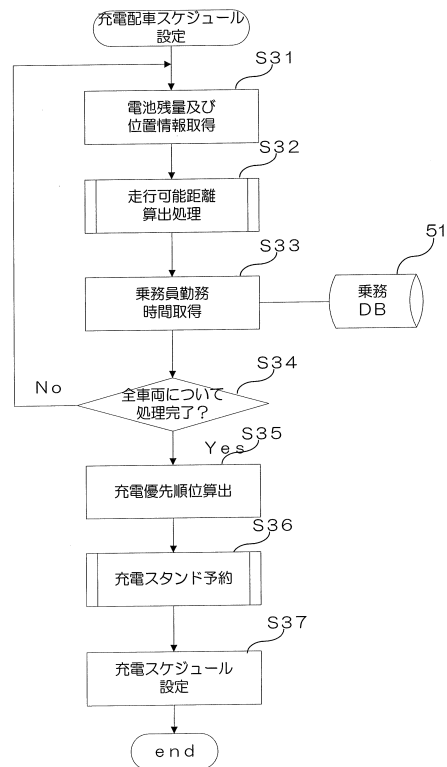 充電配車スケジュール
設定
S31
電池残量及び
位置情報取得
S32
走行可能距離
算出処理
S33
乗務員勤務
時間取得
51
乗務
DB
S34
全車両について
処理完了？
No
Yes
S35
充電優先順位算出
S36
充電スタンド予約
S37
充電スケジュール
設定
end